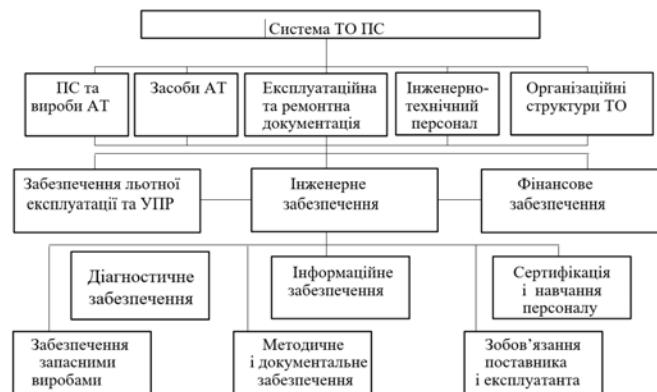 Система ТО ПС
ПС та
вироби АТ
Засоби АТ
Експлуатаційна
та ремонтна
документація
Інженерно-
технічний
персонал
Організаційні
структури ТО
Забезпечення льотної
експлуатації та УПР
Інженерне
забезпечення
Фінансове
забезпечення
Діагностичне
забезпечення
Інформаційне
забезпечення
Сертифікація
і навчання
персоналу
Забезпечення
запасними
виробами
Методичне
і документальне
забезпечення
Зобов’язання
поставника
і експлуатанта